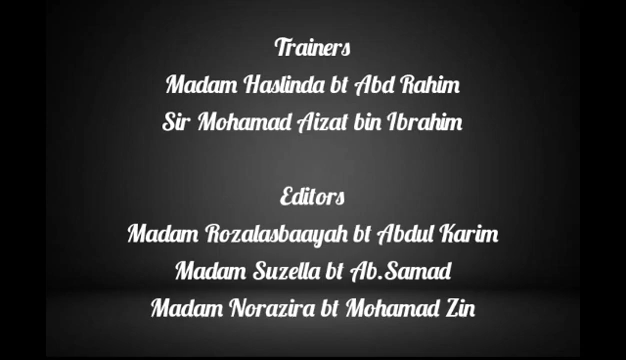 Trainers
Madam Haslinda bt Abd Rahim
Sir Mohamad Aizat bin Ibrahim
Editors
Madam Rozalasbaayah bt Abdul Karim
Madam Suzella bt Ab.Samad
Madam Norazira bt Mohamad Zin